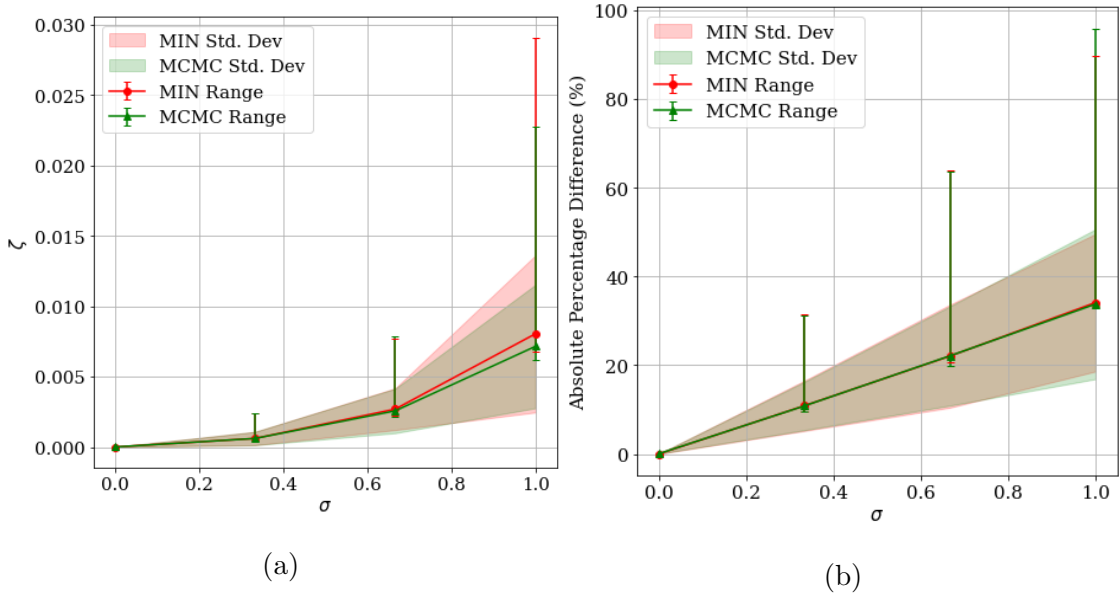 0.030
0.025
0.020
0.015
0.010
0.005
0.000
ζ
MIN Std. Dev
MCMC Std. Dev
MIN Range
MCMC Range
0.0 0.2 0.4 0.6 0.8 1.0
σ
(a)
100
80
60
40
20
0
Absolute Percentage Difference (%)
MIN Std. Dev
MCMC Std. Dev
MIN Range
MCMC Range
0.0 0.2 0.4 0.6 0.8 1.0
σ
(b)